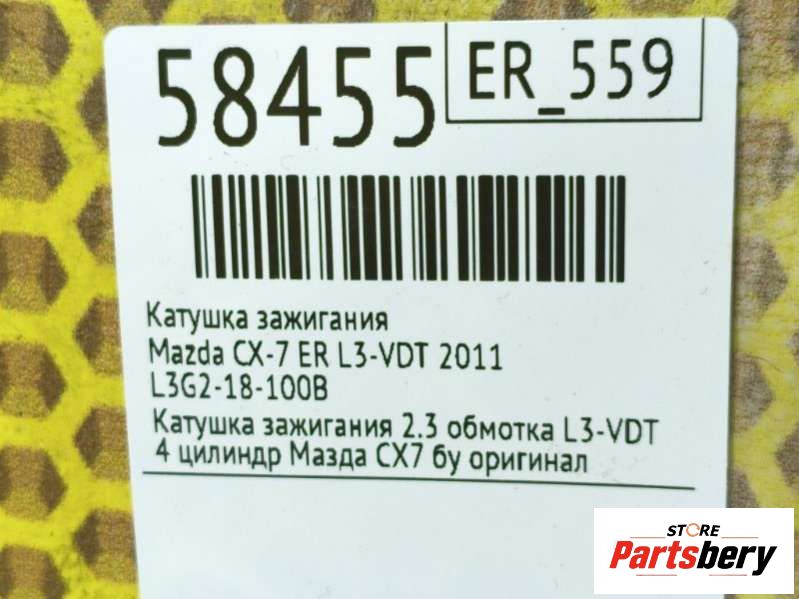 58455
ER_559
Катушка зажигания
Mazda CX-7 ER L3-VDT 2011
L3G2-18-100B
Катушка зажигания 2.3 обмотка L3-VDT
4 цилиндр Мазда CX7 бу оригинал
STORE
Partsbery